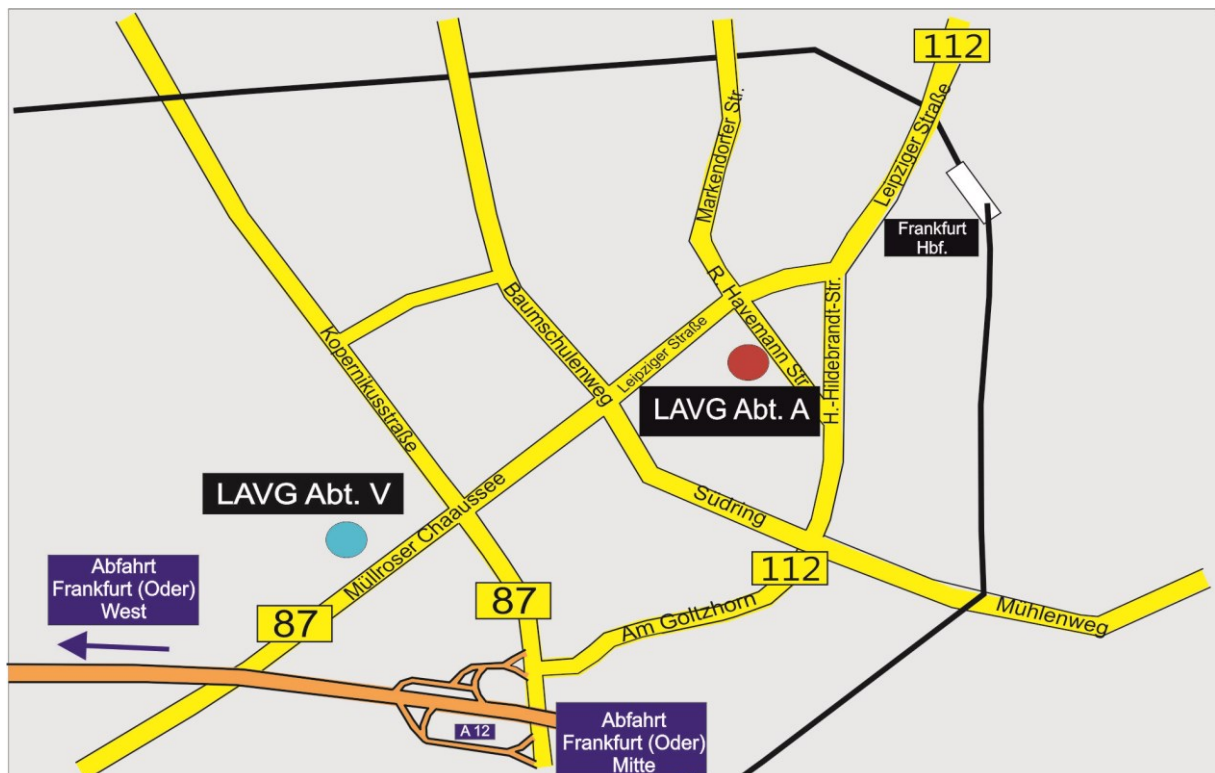 112
Leipziger Straße
Markendorfer Str.
Frankfurt
Hbf.
R. Havemann Str.
H.-Hildebrandt-Str.
Baumschulenweg
Leipziger Straße
Kopernikusstraße
LAVG Abt. A
LAVG Abt. V
Müllroser Chaaussee
Sudring
Abfahrt
Frankfurt (Oder)
West
112
87
87
Am Goltzhorn
Mühlenweg
A 12
Abfahrt
Frankfurt (Oder)
Mitte